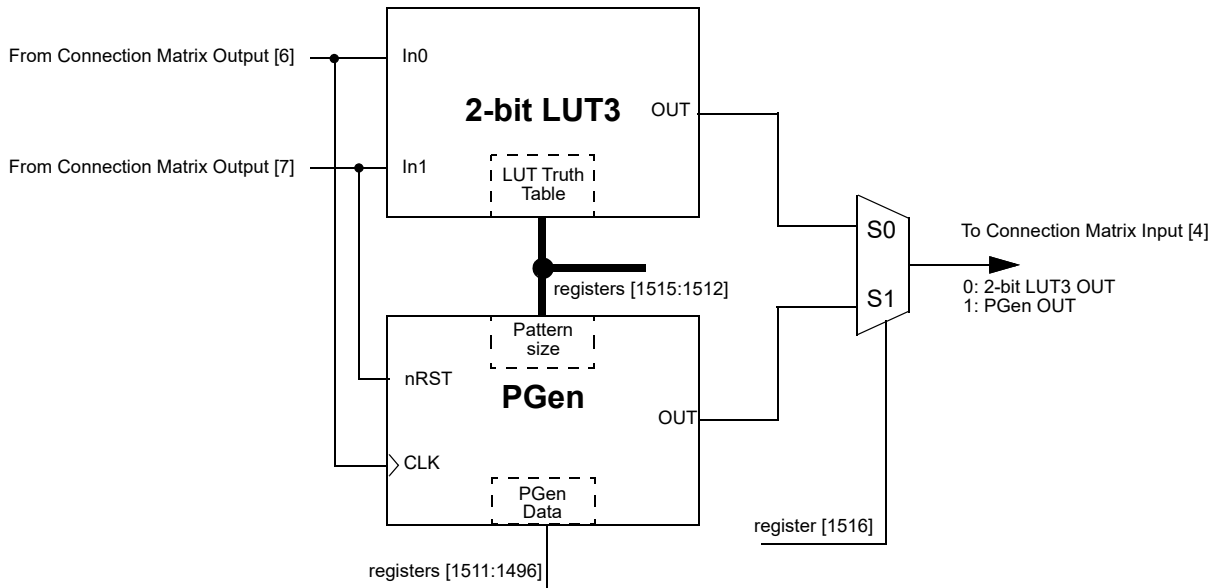 From Connection Matrix Output [6]
In0
2-bit LUT3
OUT
From Connection Matrix Output [7]
In1
LUT Truth
Table
S0
To Connection Matrix Input [4]
registers [1515:1512]
0: 2-bit LUT3 OUT
S1
1: PGen OUT
Pattern
size
nRST
PGen
OUT
CLK
PGen
Data
register [1516]
registers [1511:1496]